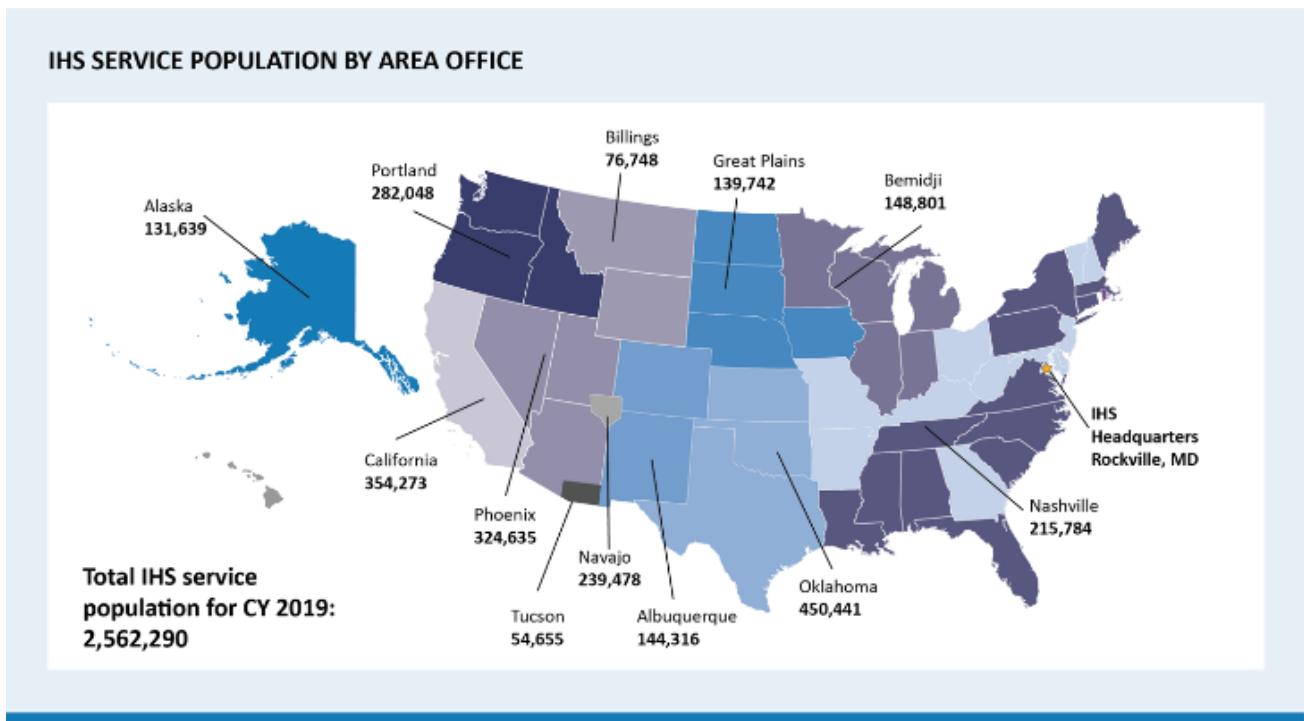 IHS SERVICE POPULATION BY AREA OFFICE
Billings
76,748
Portland
282,048
Great Plains
139,742
Bemidji
148,801
Alaska
131,639
IHS
Headquarters
Rockville, MD
California
354,273
Phoenix
324,635
Nashville
215,784
Navajo
239,478
Oklahoma
450,441
Tucson
54,655
Albuquerque
144,316
Total IHS service
population for CY 2019:
2,562,290